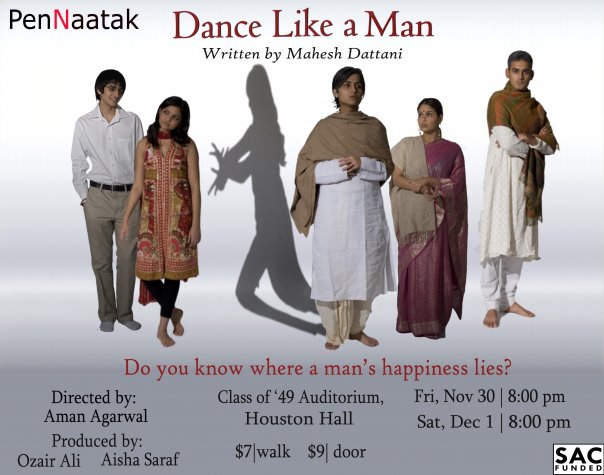 PenNaatak
Dance Like a Man
Written by Mahesh Dattani
Do you know where a man's happiness lies?
Directed by:
Aman Agarwal
Produced by:
Ozair Ali Aisha Saraf
Class of '49 Auditorium,
Houston Hall
$7|walk $9| door
Fri, Nov 30 | 8:00 pm
Sat, Dec 1 | 8:00 pm
SAC
FUNDED